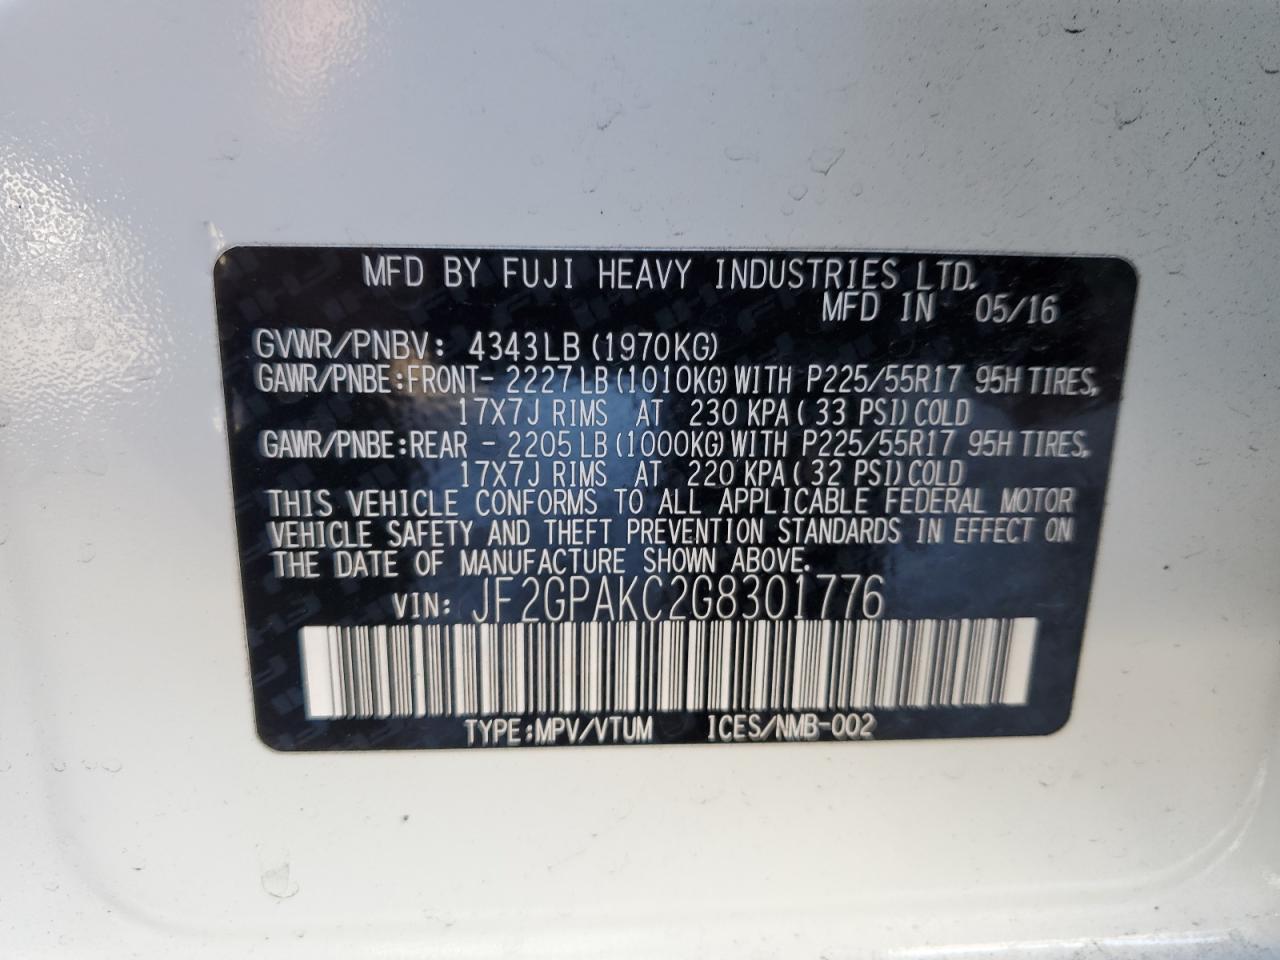 MFD BY FUJI HEAVY INDUSTRIES LTD.
MFD IN 05/16
GVWR/PNBV: 4343LB (1970KG)
GAWR/PNBE:FRONT- 2227LB(1010KG)WITH P225/55R17 95H TIRES,
17X7J RIMS AT 230 KPA( 33 PSI)COLD
GAWR/PNBE:REAR - 2205LB(1000KG)WITH P225/55R17 95H TIRES,
17X7J RIMS AT 220 KPA( 32 PSI)COLD
THIS VEHICLE CONFORMS TO ALL APPLICABLE FEDERAL MOTOR
VEHICLE SAFETY AND THEFT PREVENTION STANDARDS IN EFFECT ON
THE DATE OF MANUFACTURE SHOWN ABOVE.
VIN: JF2GPAKC2G8301776
TYPE:MPV/VTUM ICES/NMB-002